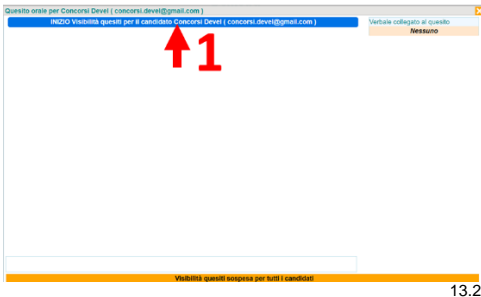 Quesito orale per Concorsi Devel ( concorsi.devel@gmail.com )
INIZIO Visibilità quesiti per il candidato Concorsi Devel ( concorsi.devel@gmail.com )
Verbale collegato al quesito
Nessuno
1
Visibilità quesiti sospesa per tutti i candidati
13.2